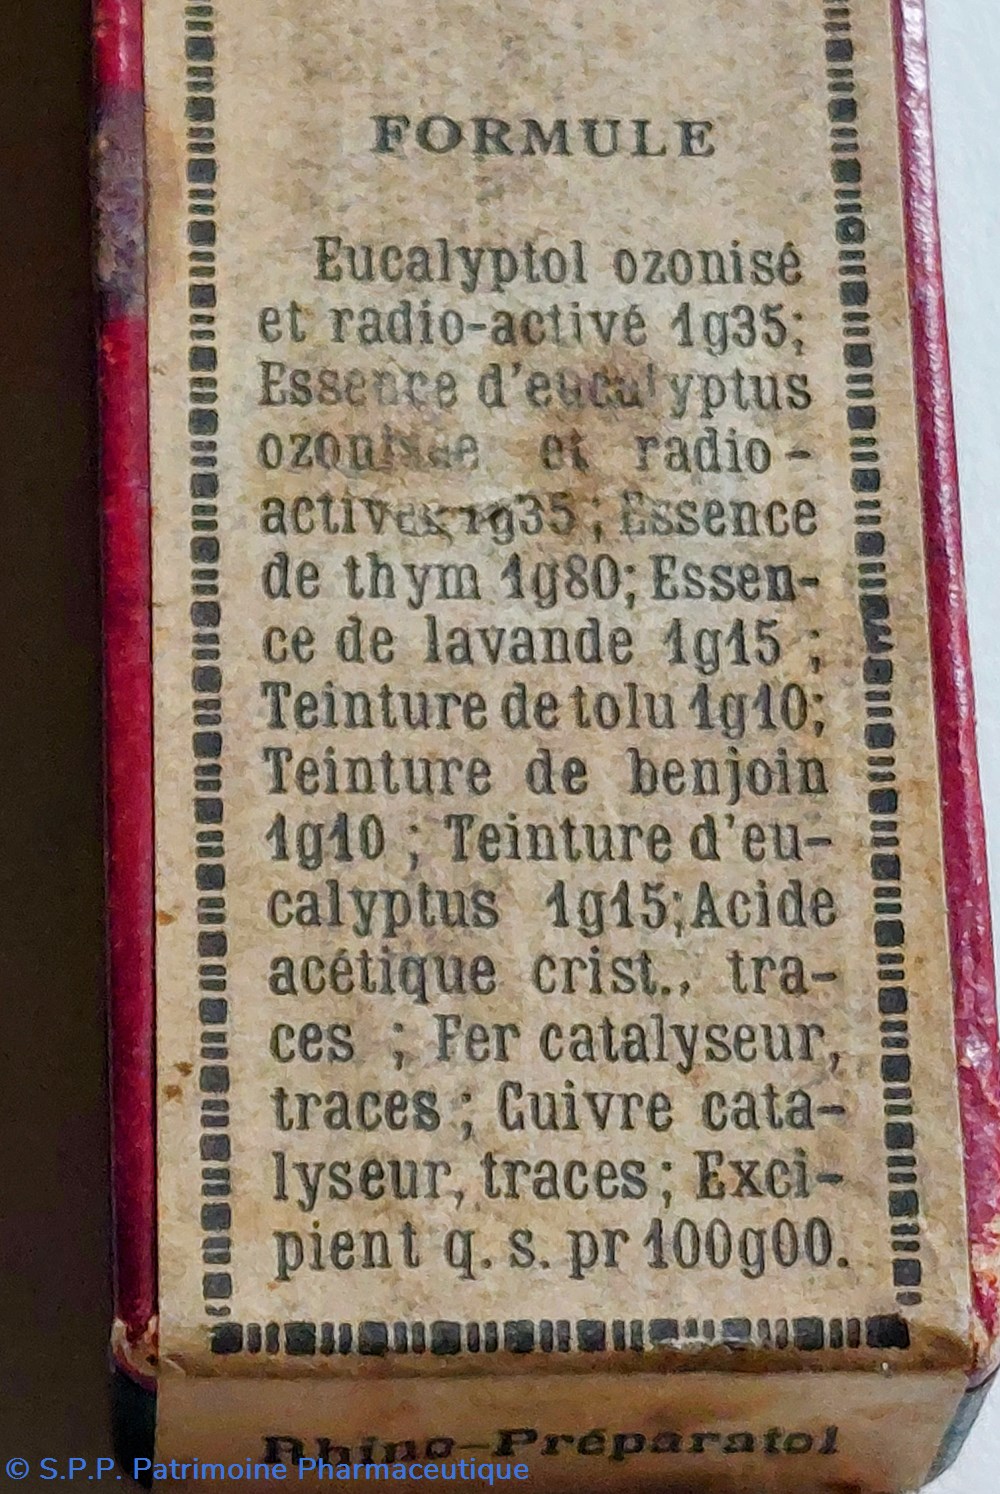 FORMULE
Eucalyptol ozonisé
et radio-activé 1g35;
Essence d'eucalyptus
ozonisée et radio-
active 1g35; Essence
de thym 1g80; Essen-
ce de lavande 1g15 ;
Teinture de tolu 1g10;
Teinture de benjoin
1g10 ; Teinture d'eu-
calyptus 1g15; Acide
acétique crist., tra-
ces ; Fer catalyseur,
traces ; Cuivre cata-
lyseur, traces ; Exci-
pient q. s. pr 100g00.
Rhino-Préparatol
© S.P.P. Patrimoine Pharmaceutique